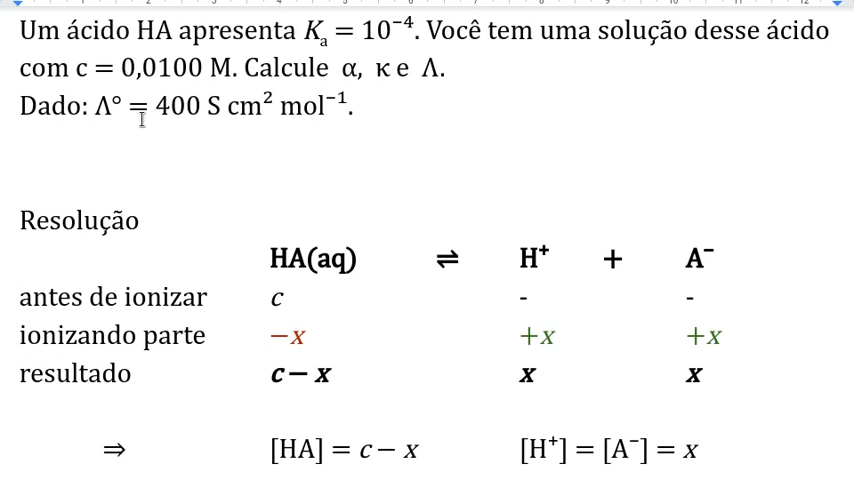 Um ácido HA apresenta Kₐ = 10⁻⁴. Você tem uma solução desse ácido
com c = 0,0100 M. Calcule α, κ e Λ.
Dado: Λ° = 400 S cm² mol⁻¹.
Resolução
HA(aq) ⇌ H⁺ + A⁻
antes de ionizar c - -
ionizando parte −x +x +x
resultado c − x x x
⇒ [HA] = c − x [H⁺] = [A⁻] = x